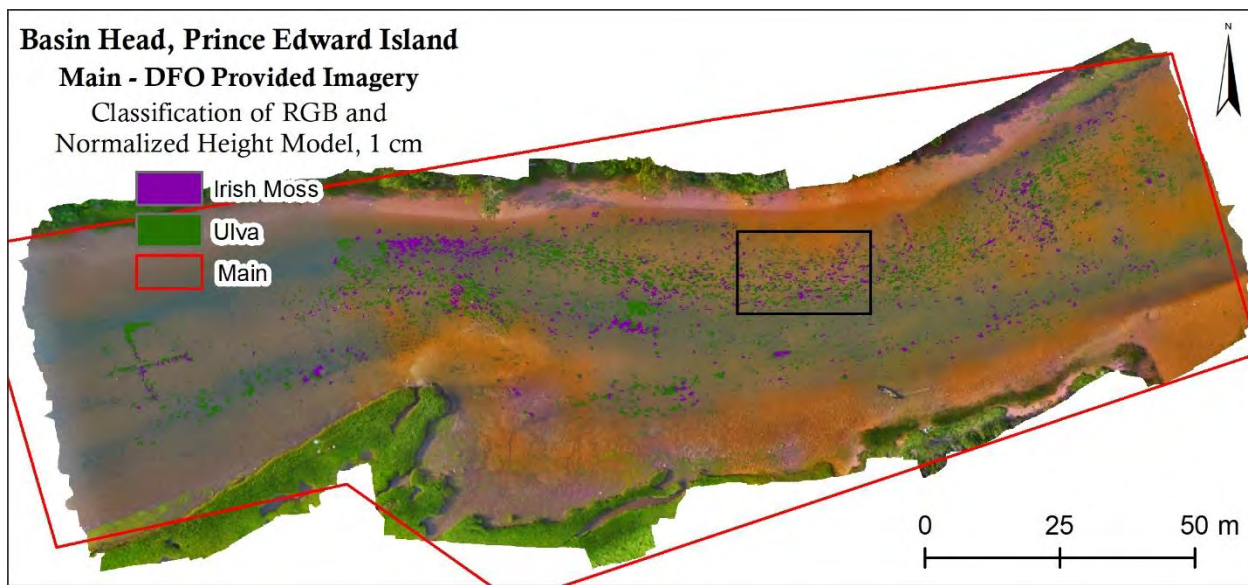 Basin Head, Prince Edward Island
Main - DFO Provided Imagery
Classification of RGB and
Normalized Height Model, 1 cm
Irish Moss
Ulva
Main
N
0 25 50 m